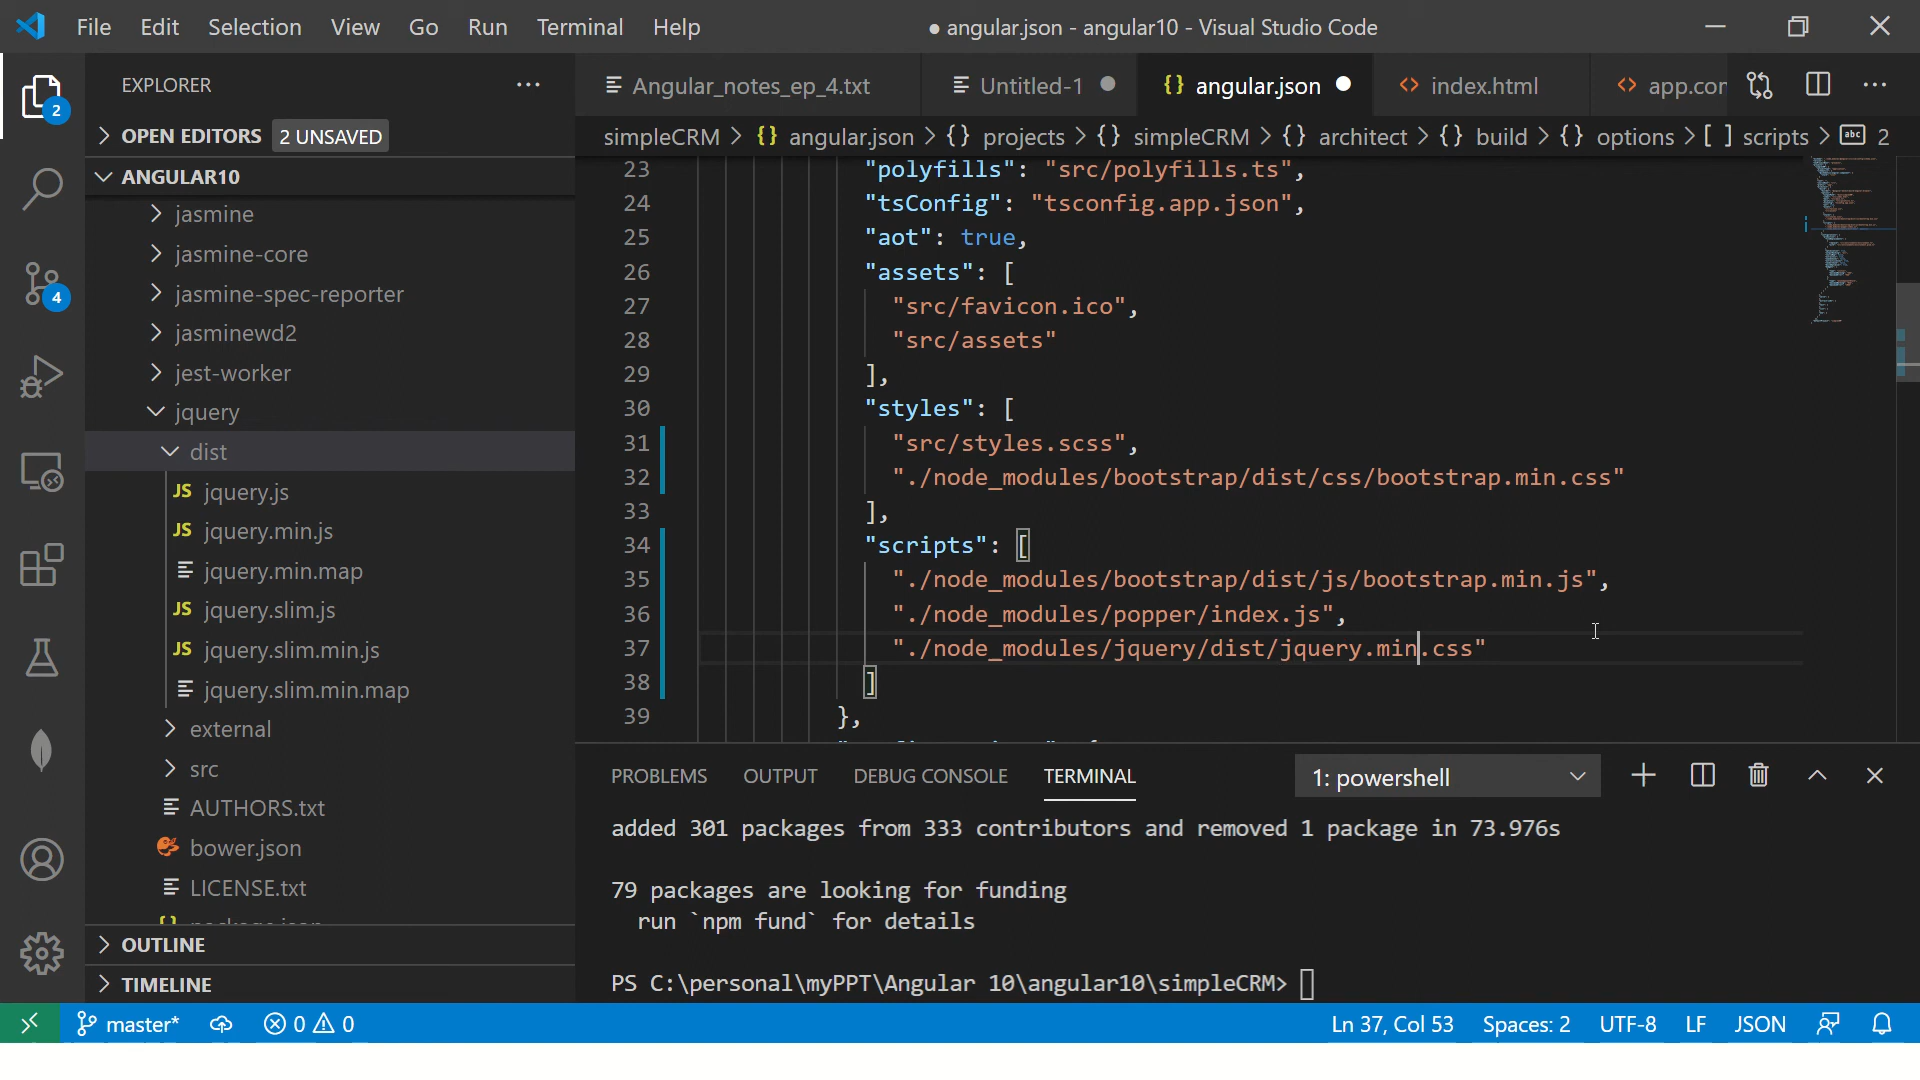 File Edit Selection View Go Run Terminal Help ● angular.json - angular10 - Visual Studio Code
EXPLORER ···
Angular_notes_ep_4.txt Untitled-1 ● {} angular.json ● <> index.html <> app.cor ···
2
OPEN EDITORS 2 UNSAVED
simpleCRM > {} angular.json > {} projects > {} simpleCRM > {} architect > {} build > {} options > [ ] scripts > abc 2
ANGULAR10
jasmine
jasmine-core
jasmine-spec-reporter
4
jasminewd2
jest-worker
jquery
dist
JS jquery.js
JS jquery.min.js
jquery.min.map
JS jquery.slim.js
JS jquery.slim.min.js
jquery.slim.min.map
external
src
AUTHORS.txt
bower.json
LICENSE.txt
OUTLINE
TIMELINE
23 "polyfills": "src/polyfills.ts",
24 "tsConfig": "tsconfig.app.json",
25 "aot": true,
26 "assets": [
27 "src/favicon.ico",
28 "src/assets"
29 ],
30 "styles": [
31 "src/styles.scss",
32 "./node_modules/bootstrap/dist/css/bootstrap.min.css"
33 ],
34 "scripts": [
35 "./node_modules/bootstrap/dist/js/bootstrap.min.js",
36 "./node_modules/popper/index.js",
37 "./node_modules/jquery/dist/jquery.min.css"
38 ]
39 },
PROBLEMS OUTPUT DEBUG CONSOLE TERMINAL 1: powershell
added 301 packages from 333 contributors and removed 1 package in 73.976s
79 packages are looking for funding
run `npm fund` for details
PS C:\personal\myPPT\Angular 10\angular10\simpleCRM>
master* 0 0 Ln 37, Col 53 Spaces: 2 UTF-8 LF JSON